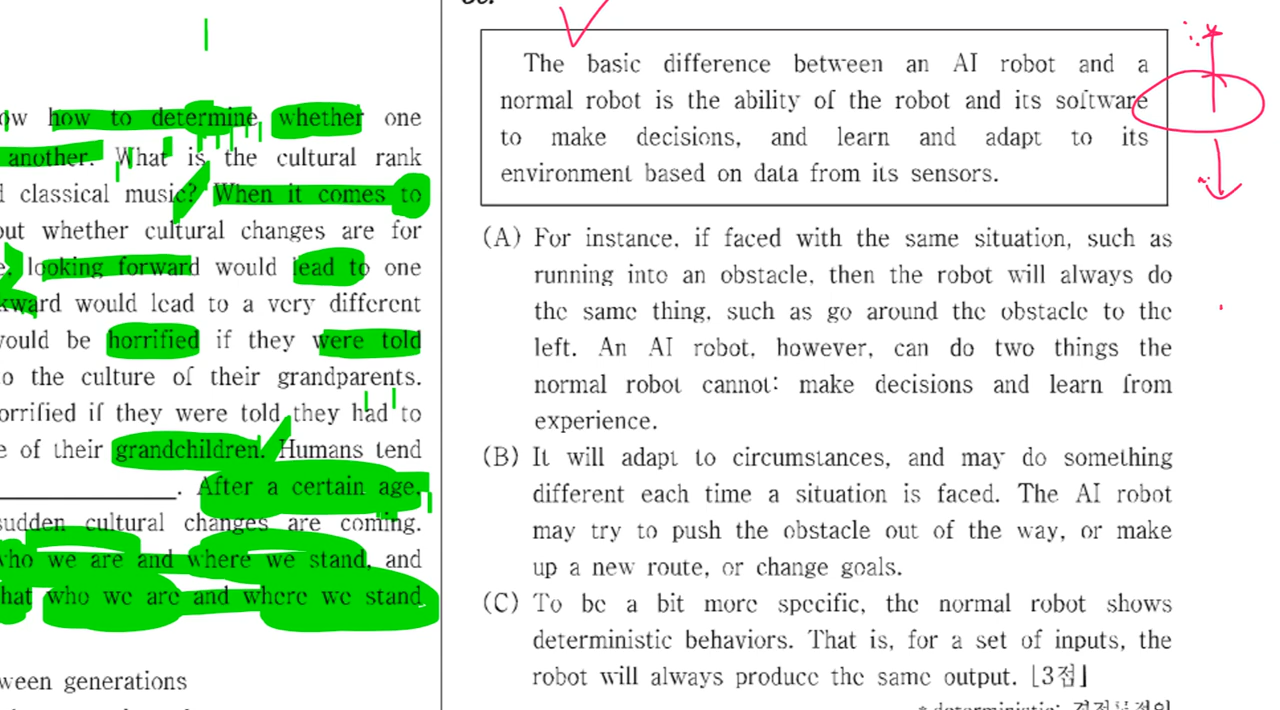 how to determine whether one
another. What is the cultural rank
classical music? When it comes to
whether cultural changes are for
looking forward would lead to one
would lead to a very different
would be horrified if they were told
to the culture of their grandparents.
horrified if they were told they had to
of their grandchildren. Humans tend
. After a certain age,
sudden cultural changes are coming.
who we are and where we stand, and
that who we are and where we stand
generations
The basic difference between an AI robot and a
normal robot is the ability of the robot and its software
to make decisions, and learn and adapt to its
environment based on data from its sensors.
(A) For instance, if faced with the same situation, such as
running into an obstacle, then the robot will always do
the same thing, such as go around the obstacle to the
left. An AI robot, however, can do two things the
normal robot cannot: make decisions and learn from
experience.
(B) It will adapt to circumstances, and may do something
different each time a situation is faced. The AI robot
may try to push the obstacle out of the way, or make
up a new route, or change goals.
(C) To be a bit more specific, the normal robot shows
deterministic behaviors. That is, for a set of inputs, the
robot will always produce the same output. [3점]
* deterministic: